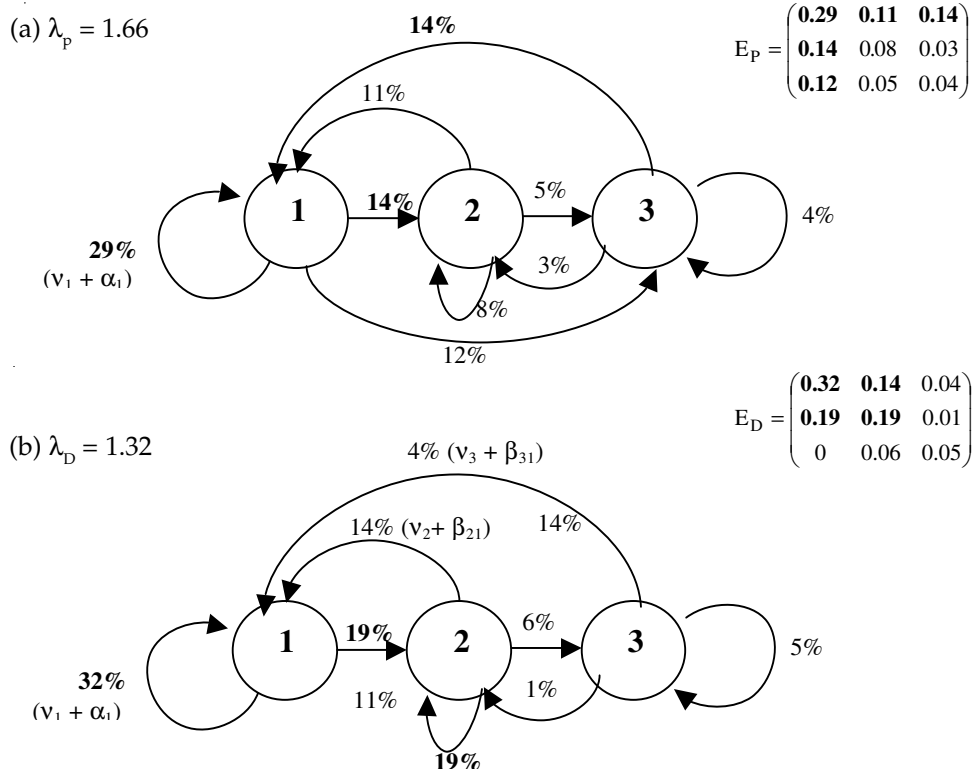 (a) λp = 1.66
14%
EP = (0.29 0.11 0.14
0.14 0.08 0.03
0.12 0.05 0.04)
11%
1
14%
2
5%
3
4%
29%
(ν1 + α1)
3%
8%
12%
(b) λD = 1.32
ED = (0.32 0.14 0.04
0.19 0.19 0.01
0 0.06 0.05)
4% (ν3 + β31)
14% (ν2+ β21)
14%
1
19%
2
6%
3
5%
32%
(ν1 + α1)
11%
1%
19%